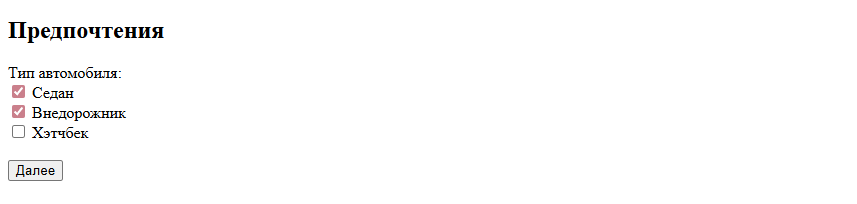 Предпочтения
Тип автомобиля:
Седан
Внедорожник
Хэтчбек
Далее